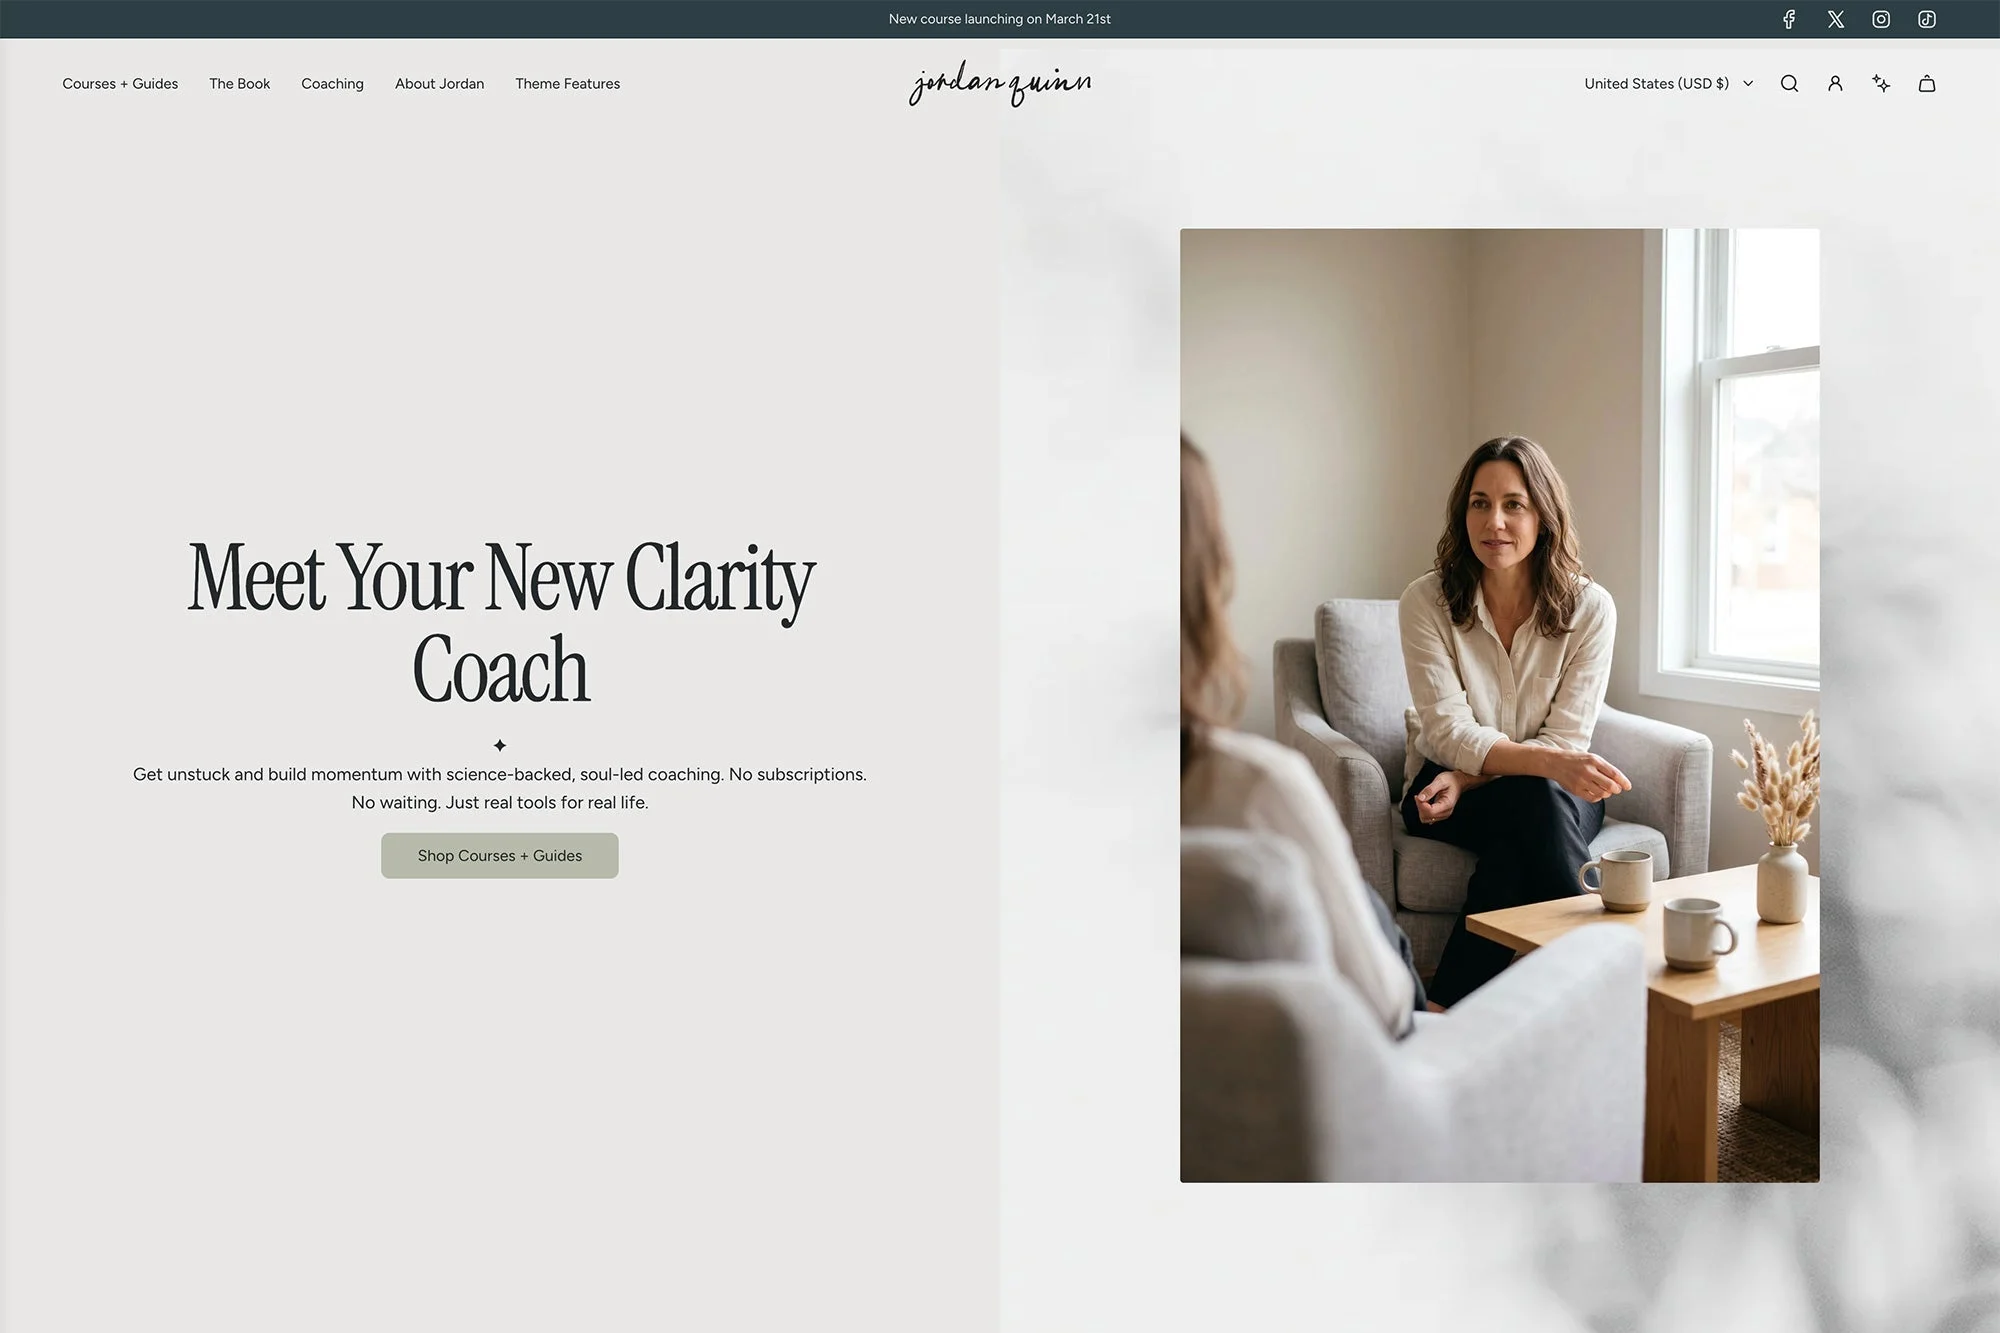 New course launching on March 21st
Courses + Guides
The Book
Coaching
About Jordan
Theme Features
jordan quinn
United States (USD $)
Meet Your New Clarity
Coach
Get unstuck and build momentum with science-backed, soul-led coaching. No subscriptions.
No waiting. Just real tools for real life.
Shop Courses + Guides